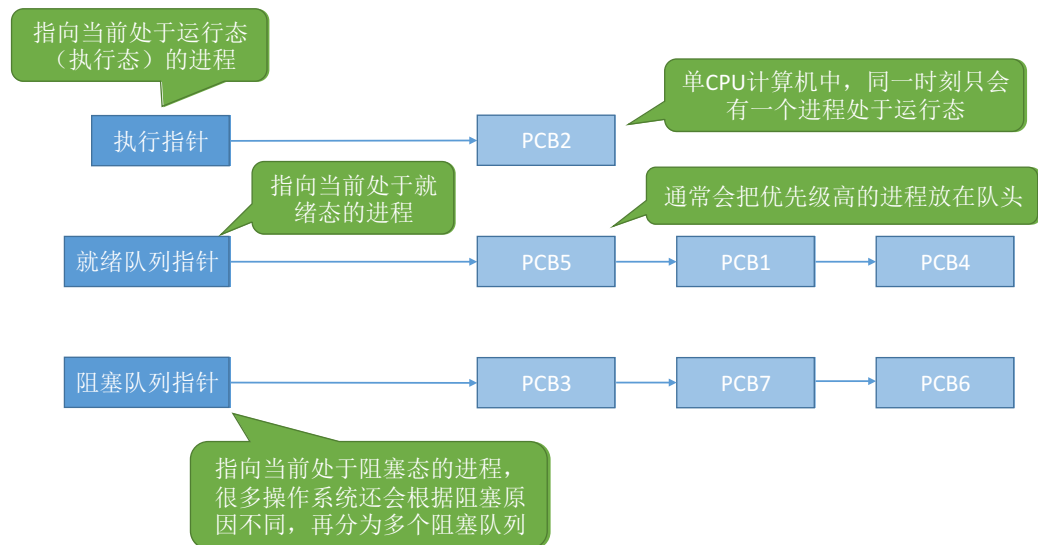 指向当前处于运行态
（执行态）的进程
单CPU计算机中，同一时刻只会
有一个进程处于运行态
执行指针
PCB2
指向当前处于就
绪态的进程
通常会把优先级高的进程放在队头
就绪队列指针
PCB5
PCB1
PCB4
阻塞队列指针
PCB3
PCB7
PCB6
指向当前处于阻塞态的进程，
很多操作系统还会根据阻塞原
因不同，再分为多个阻塞队列